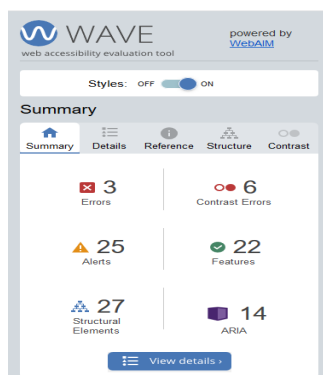 WAVE
web accessibility evaluation tool
powered by
WebAIM
Styles: OFF ON
Summary
Summary Details Reference Structure Contrast
3
Errors
6
Contrast Errors
25
Alerts
22
Features
27
Structural
Elements
14
ARIA
View details ›